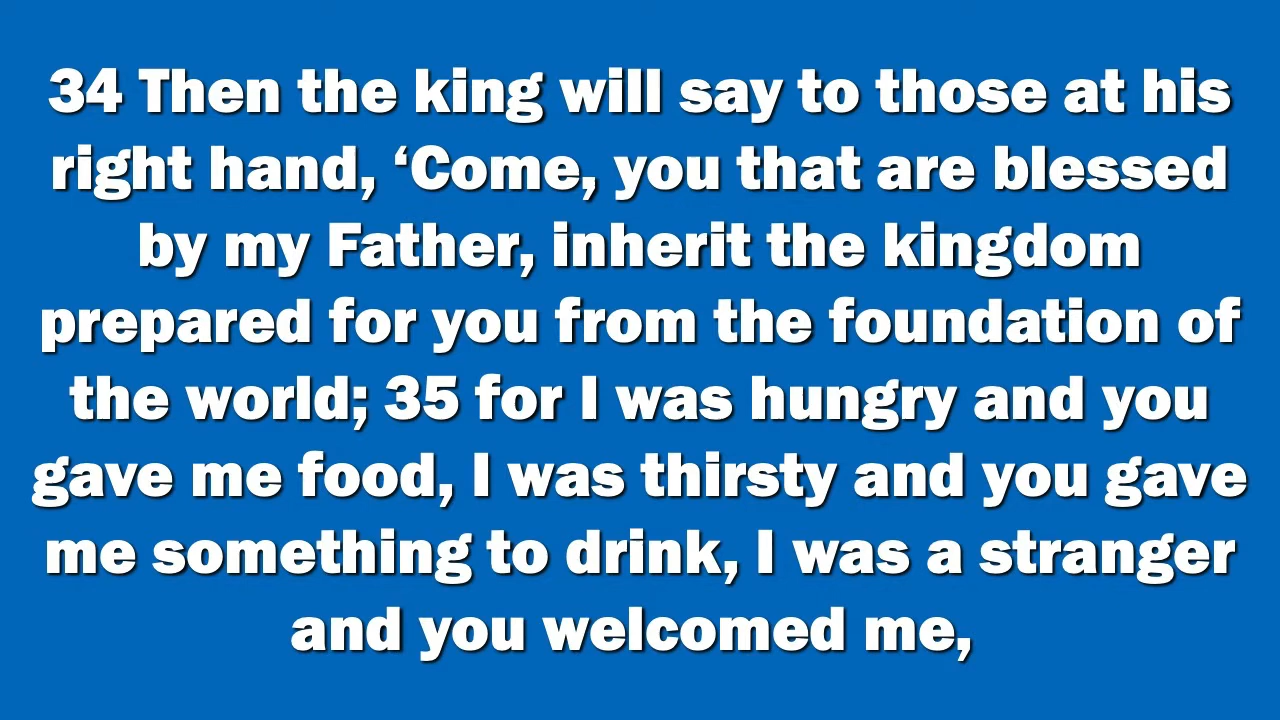 34 Then the king will say to those at his
right hand, ‘Come, you that are blessed
by my Father, inherit the kingdom
prepared for you from the foundation of
the world; 35 for I was hungry and you
gave me food, I was thirsty and you gave
me something to drink, I was a stranger
and you welcomed me,